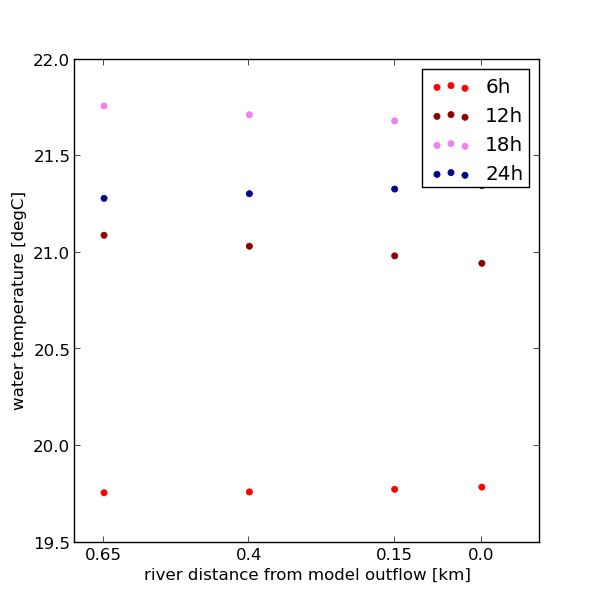 22.0
21.5
21.0
20.5
20.0
19.5
water temperature [degC]
6h
12h
18h
24h
0.65 0.4 0.15 0.0
river distance from model outflow [km]